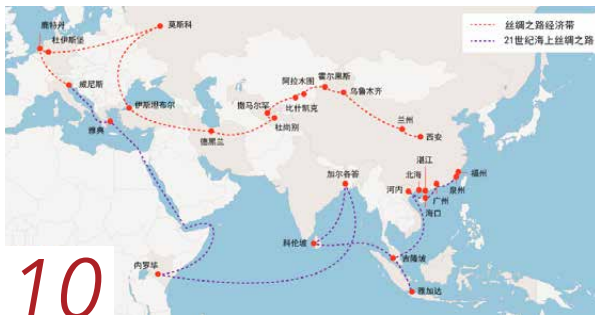 丝绸之路经济带
21世纪海上丝绸之路
鹿特丹
杜伊斯堡
莫斯科
威尼斯
伊斯坦布尔
雅典
德黑兰
撒马尔罕
杜尚别
阿拉木图
比什凯克
霍尔果斯
乌鲁木齐
兰州
西安
加尔各答
科伦坡
内罗毕
湛江
北海
河内
广州
海口
泉州
福州
吉隆坡
雅加达
10